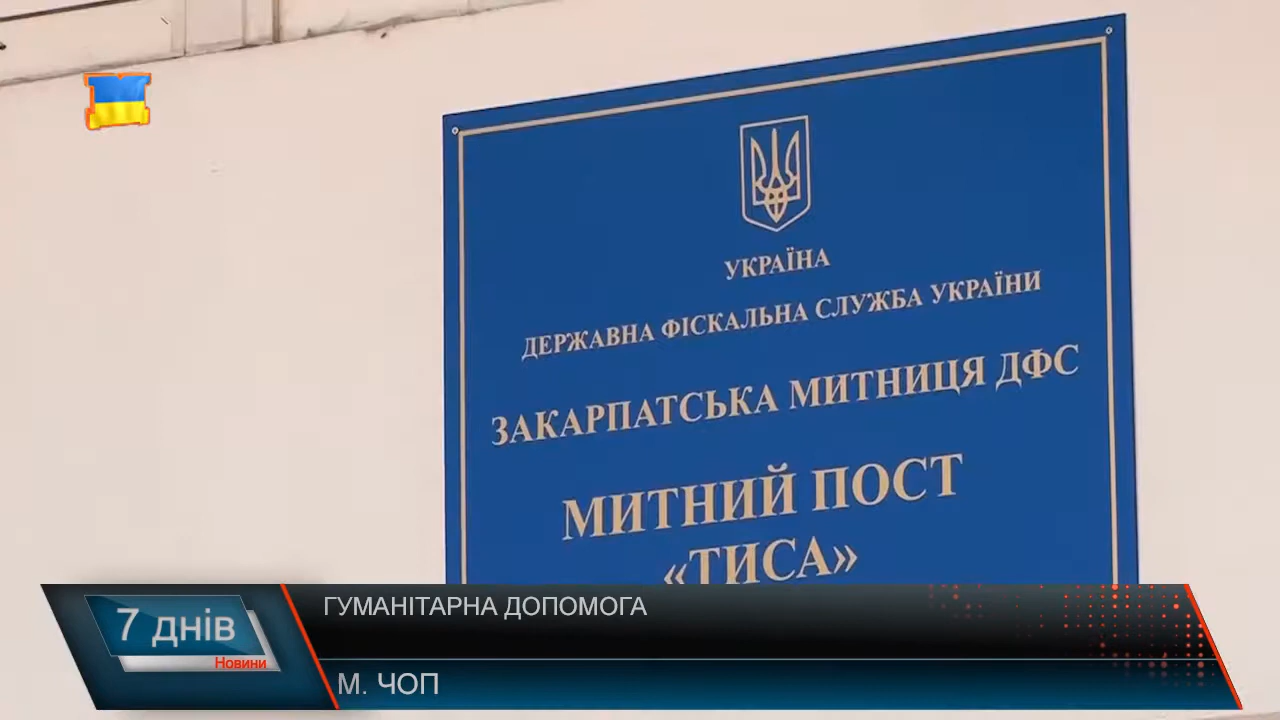 УКРАЇНА
ДЕРЖАВНА ФІСКАЛЬНА СЛУЖБА УКРАЇНИ
ЗАКАРПАТСЬКА МИТНИЦЯ ДФС
МИТНИЙ ПОСТ
«ТИСА»
ГУМАНІТАРНА ДОПОМОГА
7 днів
Новини
М. ЧОП